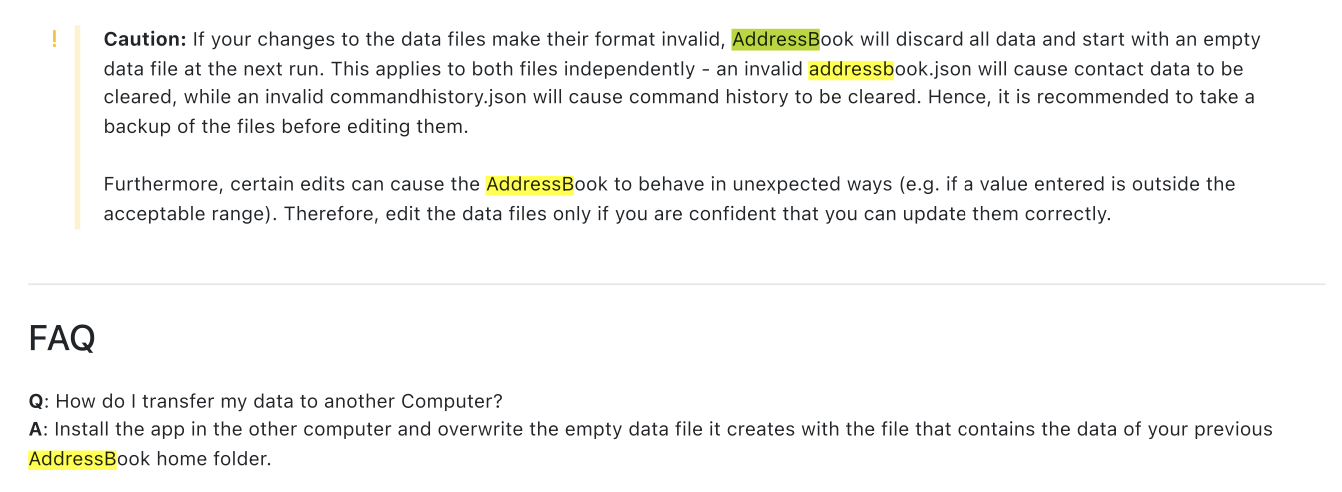 ! Caution: If your changes to the data files make their format invalid, AddressBook will discard all data and start with an empty
data file at the next run. This applies to both files independently - an invalid addressbook.json will cause contact data to be
cleared, while an invalid commandhistory.json will cause command history to be cleared. Hence, it is recommended to take a
backup of the files before editing them.
Furthermore, certain edits can cause the AddressBook to behave in unexpected ways (e.g. if a value entered is outside the
acceptable range). Therefore, edit the data files only if you are confident that you can update them correctly.
FAQ
Q: How do I transfer my data to another Computer?
A: Install the app in the other computer and overwrite the empty data file it creates with the file that contains the data of your previous
AddressBook home folder.